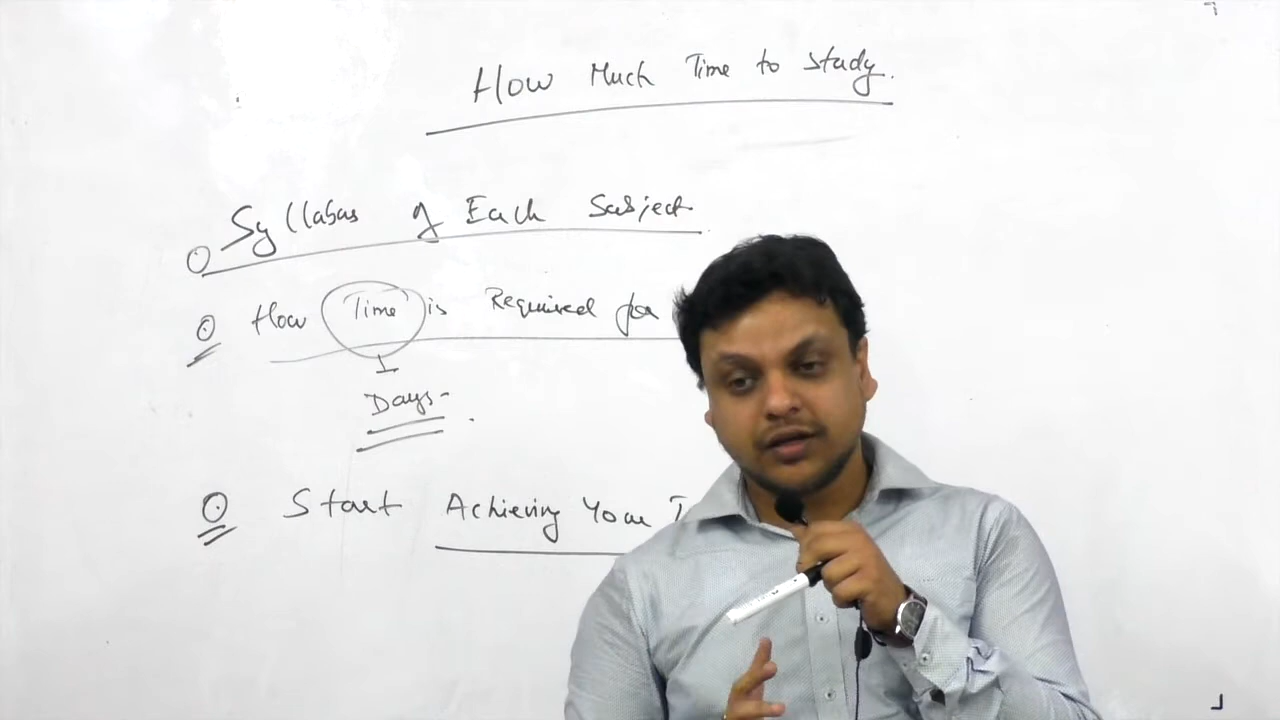 How Much Time to Study.
Syllabus of Each Subject
How Time is Required for
Days-
Start Achieving Your